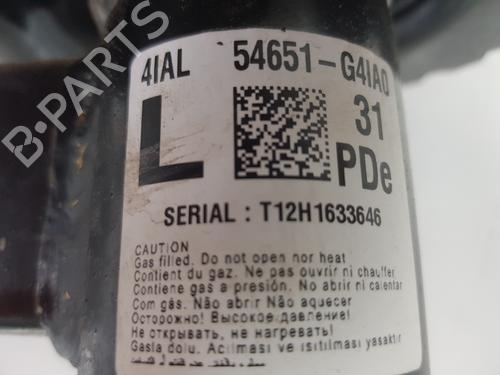 B-PARTS
4IAL 54651-G4IA0
L 31
PDe
SERIAL : T12H1633646
CAUTION
Gas filled. Do not open nor heat
Contient du gaz. Ne pas ouvrir ni chauffer
Contiene gas a presión. No abrir ni calentar
Com gás. Não abrir Não aquecer
Осторожно! Высокое давление!
Не открывать, не нагревать!
Gazla dolu. Acılması ve ısıtılması yasaktır